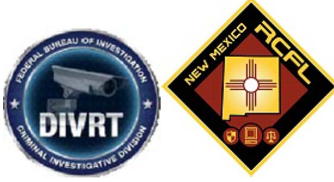 FEDERAL BUREAU OF INVESTIGATION
DIVRT
CRIMINAL INVESTIGATIVE DIVISION
NEW MEXICO
RCFL